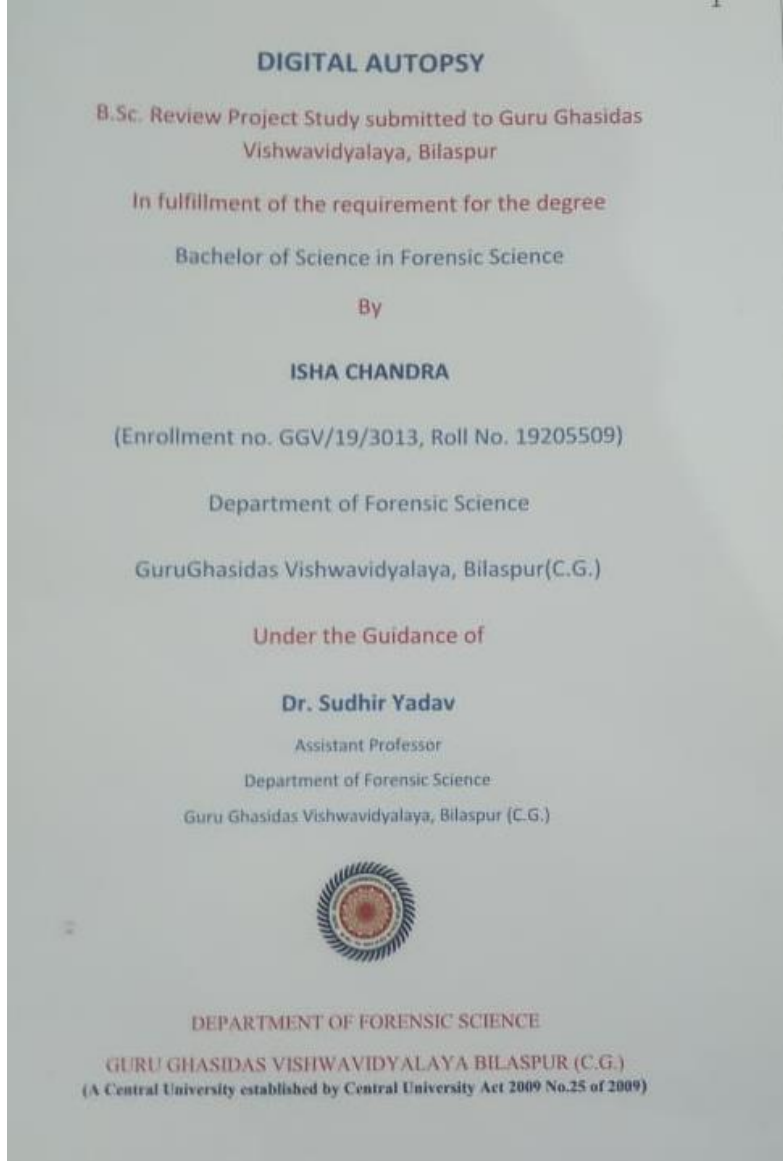 1
DIGITAL AUTOPSY
B.Sc. Review Project Study submitted to Guru Ghasidas
Vishwavidyalaya, Bilaspur
In fulfillment of the requirement for the degree
Bachelor of Science in Forensic Science
By
ISHA CHANDRA
(Enrollment no. GGV/19/3013, Roll No. 19205509)
Department of Forensic Science
GuruGhasidas Vishwavidyalaya, Bilaspur(C.G.)
Under the Guidance of
Dr. Sudhir Yadav
Assistant Professor
Department of Forensic Science
Guru Ghasidas Vishwavidyalaya, Bilaspur (C.G.)
DEPARTMENT OF FORENSIC SCIENCE
GURU GHASIDAS VISHWAVIDYALAYA BILASPUR (C.G.)
(A Central University established by Central University Act 2009 No.25 of 2009)